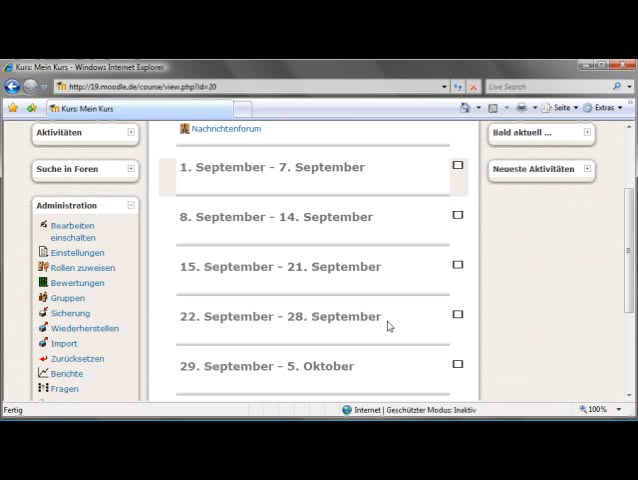 Kurs: Mein Kurs - Windows Internet Explorer
http://19.moodle.de/course/view.php?id=20
Live Search
Kurs: Mein Kurs
Seite
Extras
Aktivitäten
Suche in Foren
Administration
Bearbeiten
einschalten
Einstellungen
Rollen zuweisen
Bewertungen
Gruppen
Sicherung
Wiederherstellen
Import
Zurücksetzen
Berichte
Fragen
Nachrichtenforum
1. September - 7. September
8. September - 14. September
15. September - 21. September
22. September - 28. September
29. September - 5. Oktober
Bald aktuell ...
Neueste Aktivitäten
Fertig
Internet | Geschützter Modus: Inaktiv
100%